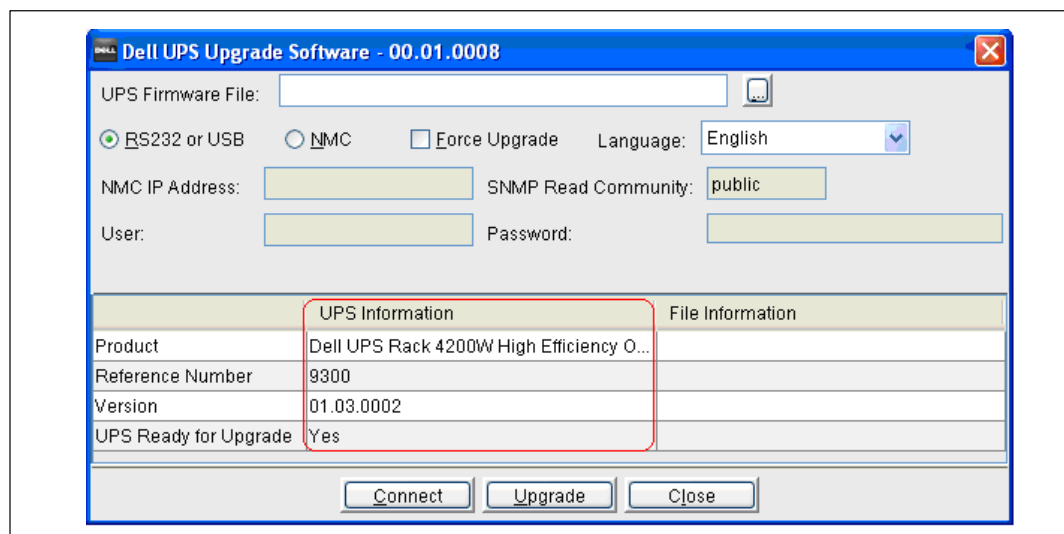 DELL Dell UPS Upgrade Software - 00.01.0008
UPS Firmware File: ...
RS232 or USB NMC Force Upgrade Language: English
NMC IP Address: SNMP Read Community: public
User: Password:
UPS Information File Information
Product Dell UPS Rack 4200W High Efficiency O...
Reference Number 9300
Version 01.03.0002
UPS Ready for Upgrade Yes
Connect Upgrade Close